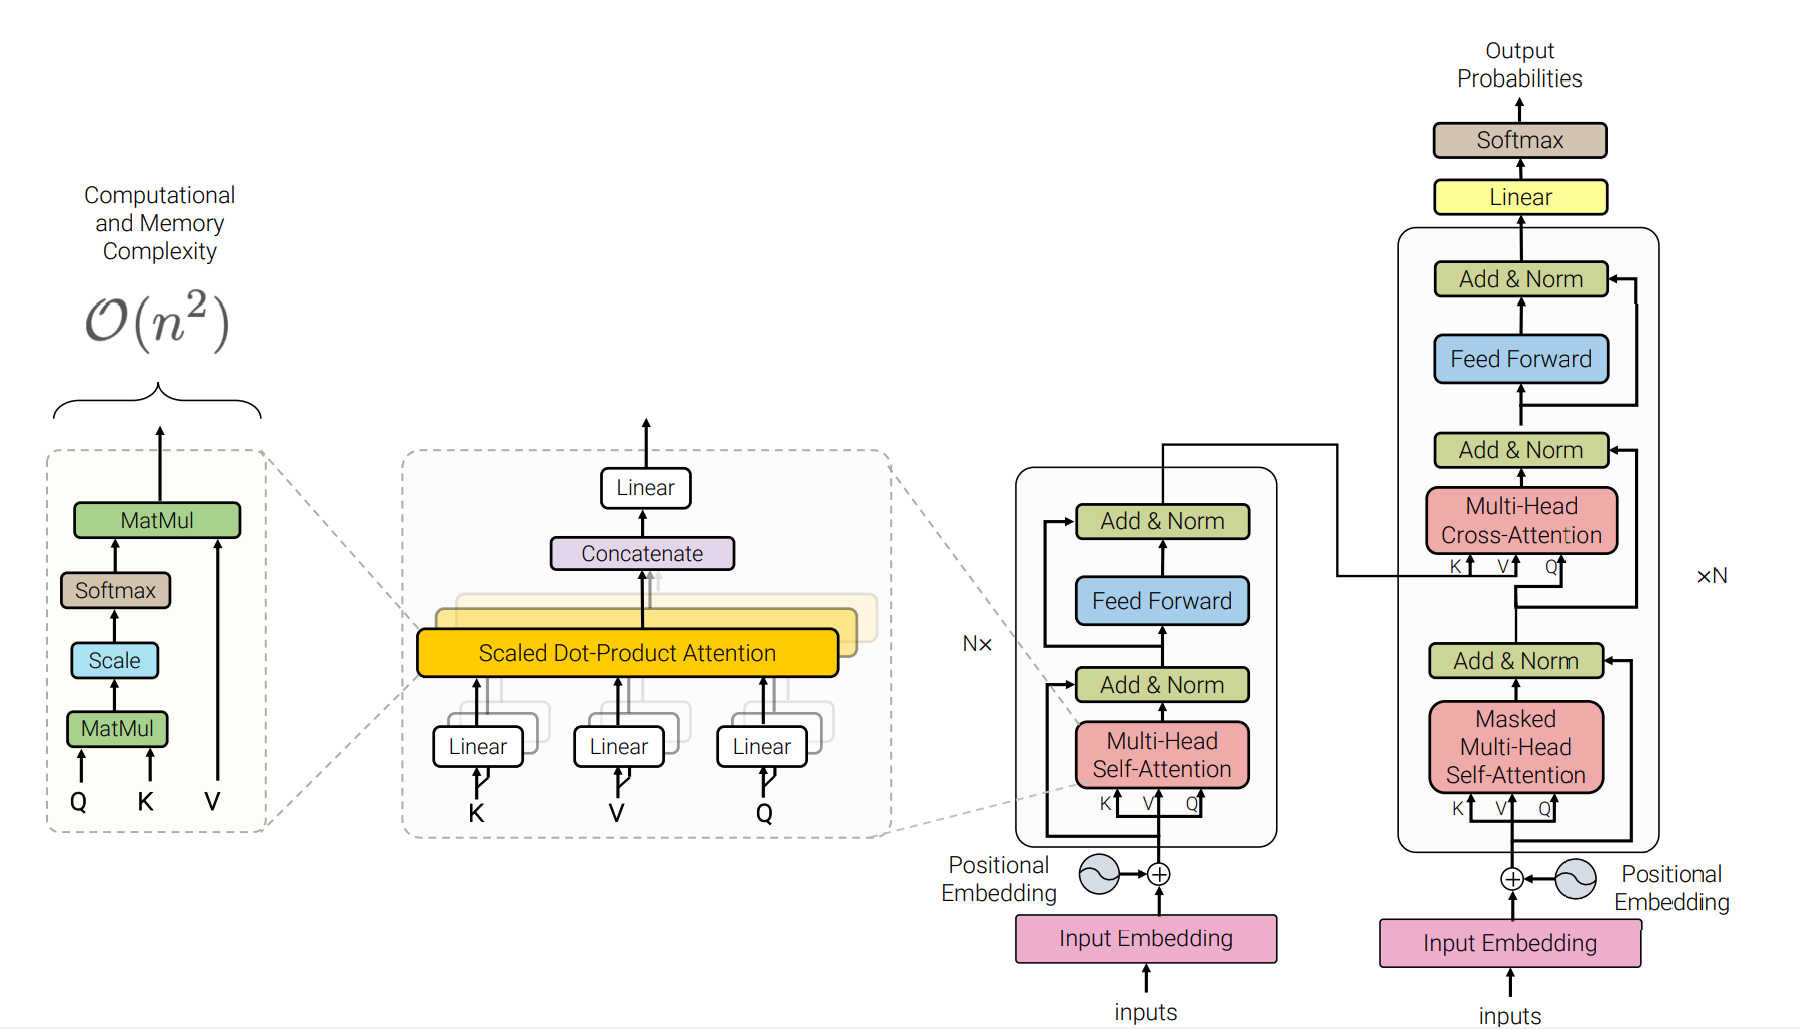 Computational
and Memory
Complexity
O(n²)
MatMul
Softmax
Scale
MatMul
Q K V
Linear
Concatenate
Scaled Dot-Product Attention
Linear Linear Linear
K V Q
N×
Add & Norm
Feed Forward
Add & Norm
Multi-Head
Self-Attention
K V Q
Positional
Embedding
+
Input Embedding
inputs
Output
Probabilities
Softmax
Linear
Add & Norm
Feed Forward
Add & Norm
Multi-Head
Cross-Attention
K V Q
×N
Add & Norm
Masked
Multi-Head
Self-Attention
K V Q
+
Positional
Embedding
Input Embedding
inputs